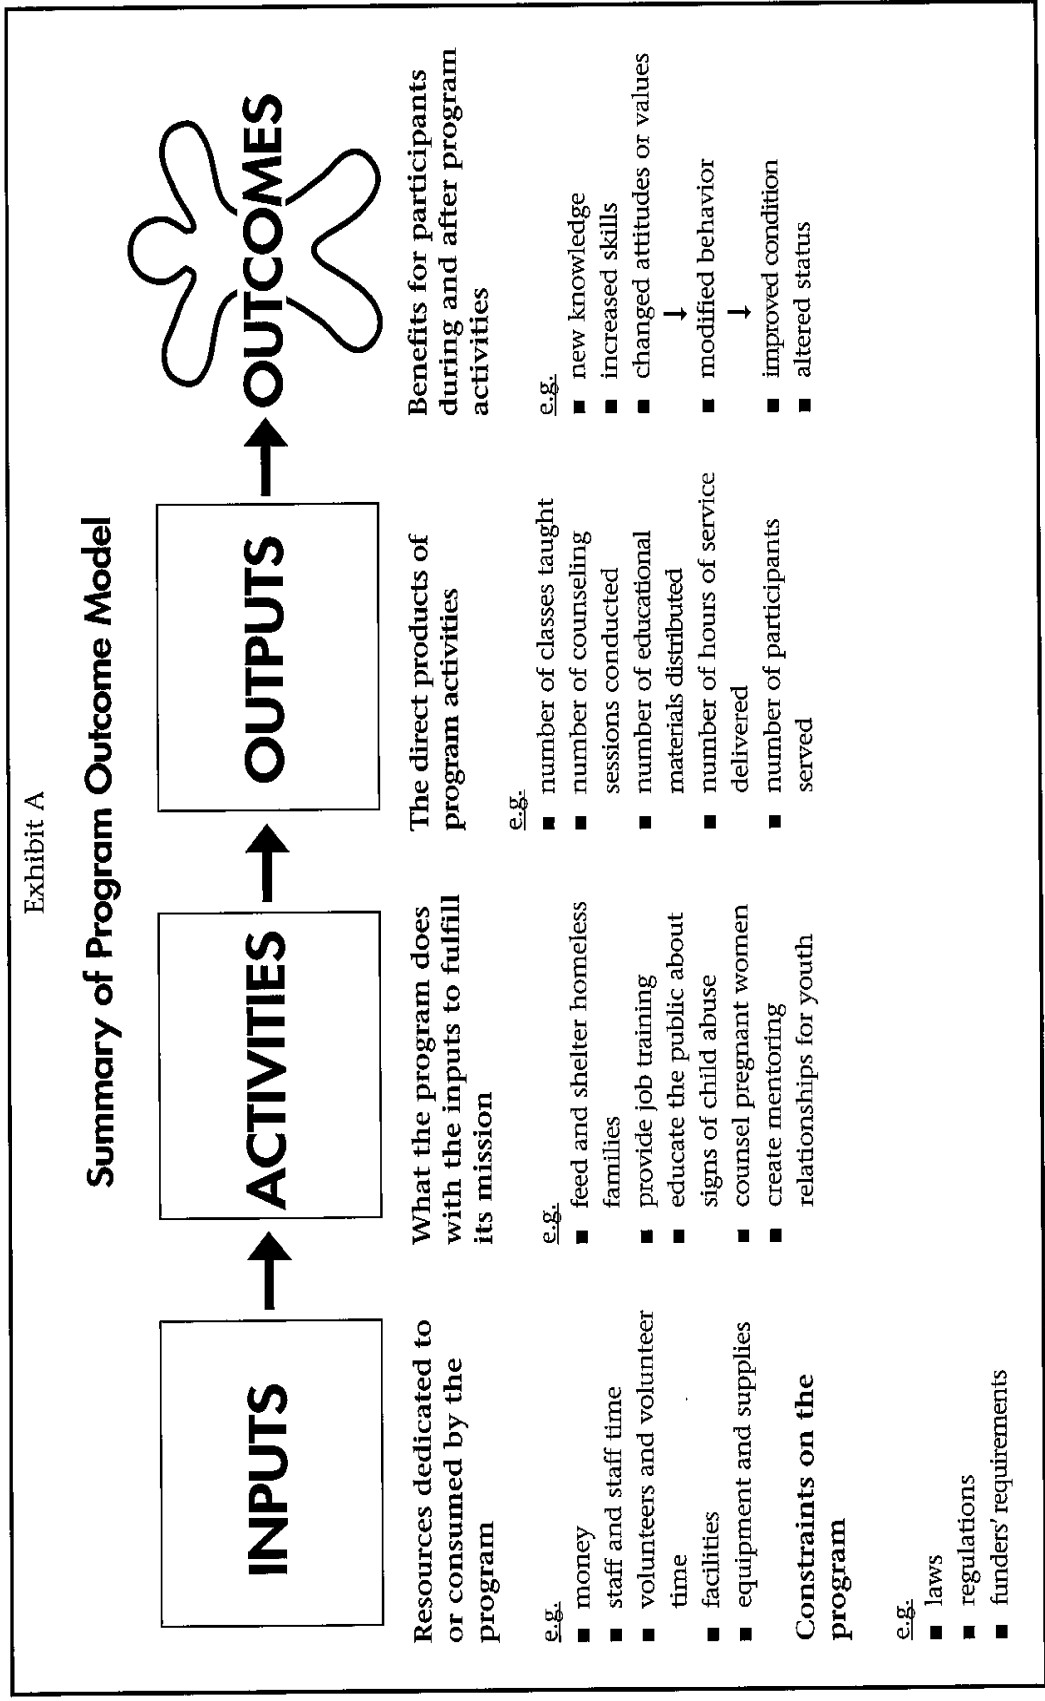 Exhibit A
Summary of Program Outcome Model
INPUTS
ACTIVITIES
OUTPUTS
OUTCOMES
Resources dedicated to
or consumed by the
program
e.g.
■ money
■ staff and staff time
■ volunteers and volunteer
time
■ facilities
■ equipment and supplies
Constraints on the
program
e.g.
■ laws
■ regulations
■ funders' requirements
What the program does
with the inputs to fulfill
its mission
e.g.
■ feed and shelter homeless
families
■ provide job training
■ educate the public about
signs of child abuse
■ counsel pregnant women
■ create mentoring
relationships for youth
The direct products of
program activities
e.g.
■ number of classes taught
■ number of counseling
sessions conducted
■ number of educational
materials distributed
■ number of hours of service
delivered
■ number of participants
served
Benefits for participants
during and after program
activities
e.g.
■ new knowledge
■ increased skills
■ changed attitudes or values
■ modified behavior
■ improved condition
■ altered status